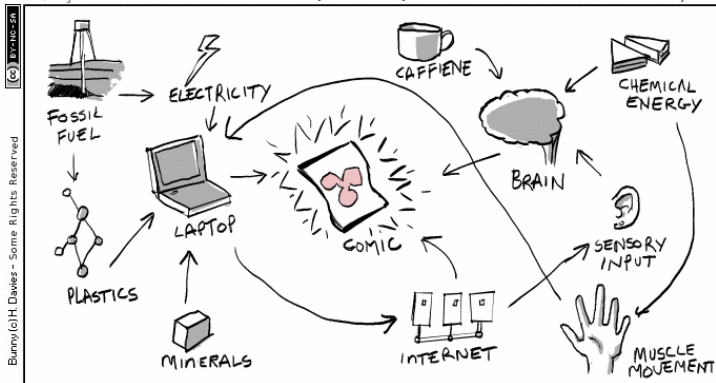 CAFFIENE
CHEMICAL
ENERGY
FOSSIL
FUEL
ELECTRICITY
BRAIN
LAPTOP
COMIC
SENSORY
INPUT
PLASTICS
MINERALS
INTERNET
MUSCLE
MOVEMENT
(cc) BY-NC-SA
Bunny (c) H. Davies - Some Rights Reserved